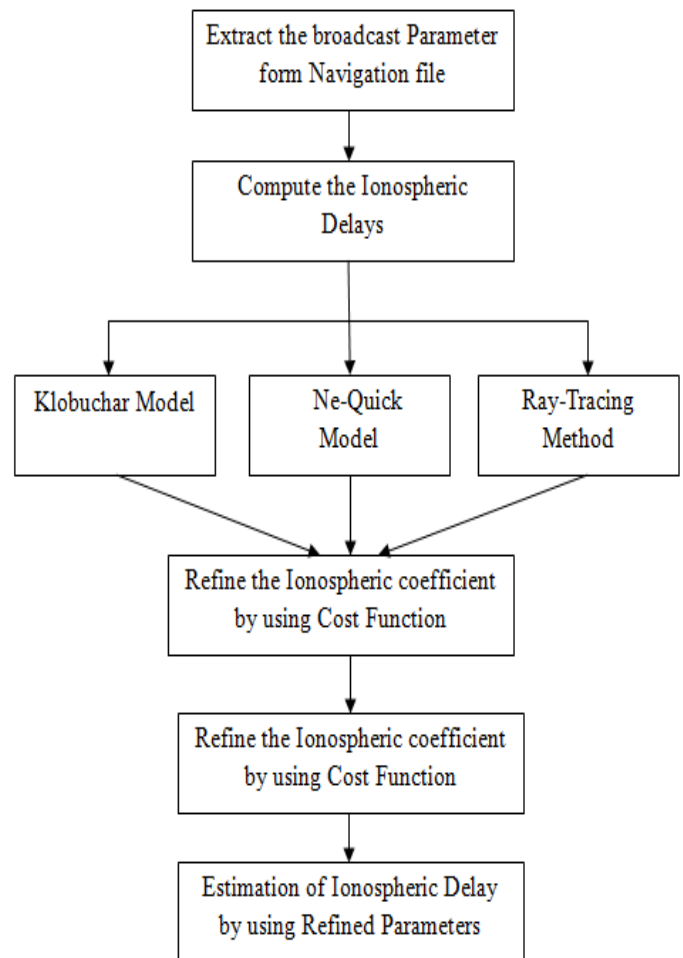 Extract the broadcast Parameter
form Navigation file
Compute the Ionospheric
Delays
Klobuchar Model
Ne-Quick
Model
Ray-Tracing
Method
Refine the Ionospheric coefficient
by using Cost Function
Refine the Ionospheric coefficient
by using Cost Function
Estimation of Ionospheric Delay
by using Refined Parameters